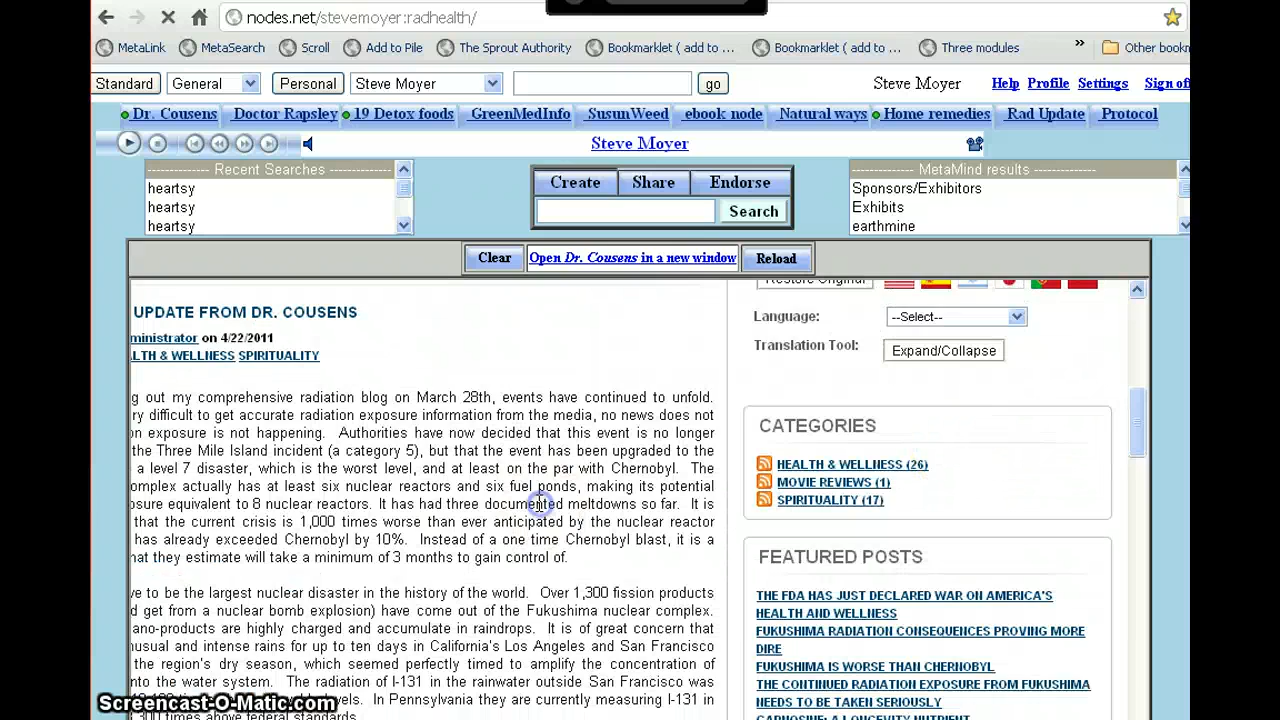 nodes.net/stevemoyer:radhealth/
MetaLink MetaSearch Scroll Add to Pile The Sprout Authority Bookmarklet ( add to ... Bookmarklet ( add to ... Three modules » Other bookm
Standard General Personal Steve Moyer go Steve Moyer Help Profile Settings Sign off
Dr. Cousens Doctor Rapsley 19 Detox foods GreenMedInfo SusunWeed ebook node Natural ways Home remedies Rad Update Protocol
Steve Moyer
------------- Recent Searches -------------
heartsy
heartsy
heartsy
Create Share Endorse
Search
------------- MetaMind results -------------
Sponsors/Exhibitors
Exhibits
earthmine
Clear Open Dr. Cousens in a new window Reload
UPDATE FROM DR. COUSENS
ministrator on 4/22/2011
LTH & WELLNESS SPIRITUALITY
g out my comprehensive radiation blog on March 28th, events have continued to unfold.
ry difficult to get accurate radiation exposure information from the media, no news does not
on exposure is not happening. Authorities have now decided that this event is no longer
the Three Mile Island incident (a category 5), but that the event has been upgraded to the
a level 7 disaster, which is the worst level, and at least on the par with Chernobyl. The
omplex actually has at least six nuclear reactors and six fuel ponds, making its potential
osure equivalent to 8 nuclear reactors. It has had three documented meltdowns so far. It is
that the current crisis is 1,000 times worse than ever anticipated by the nuclear reactor
has already exceeded Chernobyl by 10%. Instead of a one time Chernobyl blast, it is a
hat they estimate will take a minimum of 3 months to gain control of.
ve to be the largest nuclear disaster in the history of the world. Over 1,300 fission products
d get from a nuclear bomb explosion) have come out of the Fukushima nuclear complex.
ano-products are highly charged and accumulate in raindrops. It is of great concern that
nusual and intense rains for up to ten days in California's Los Angeles and San Francisco
the region's dry season, which seemed perfectly timed to amplify the concentration of
nto the water system. The radiation of I-131 in the rainwater outside San Francisco was
levels. In Pennsylvania they are currently measuring I-131 in
300 times above federal standards.
Restore Original
Language: --Select--
Translation Tool: Expand/Collapse
CATEGORIES
HEALTH & WELLNESS (26)
MOVIE REVIEWS (1)
SPIRITUALITY (17)
FEATURED POSTS
THE FDA HAS JUST DECLARED WAR ON AMERICA'S
HEALTH AND WELLNESS
FUKUSHIMA RADIATION CONSEQUENCES PROVING MORE
DIRE
FUKUSHIMA IS WORSE THAN CHERNOBYL
THE CONTINUED RADIATION EXPOSURE FROM FUKUSHIMA
NEEDS TO BE TAKEN SERIOUSLY
CARNOSINE: A LONGEVITY NUTRIENT
Screencast-O-Matic.com